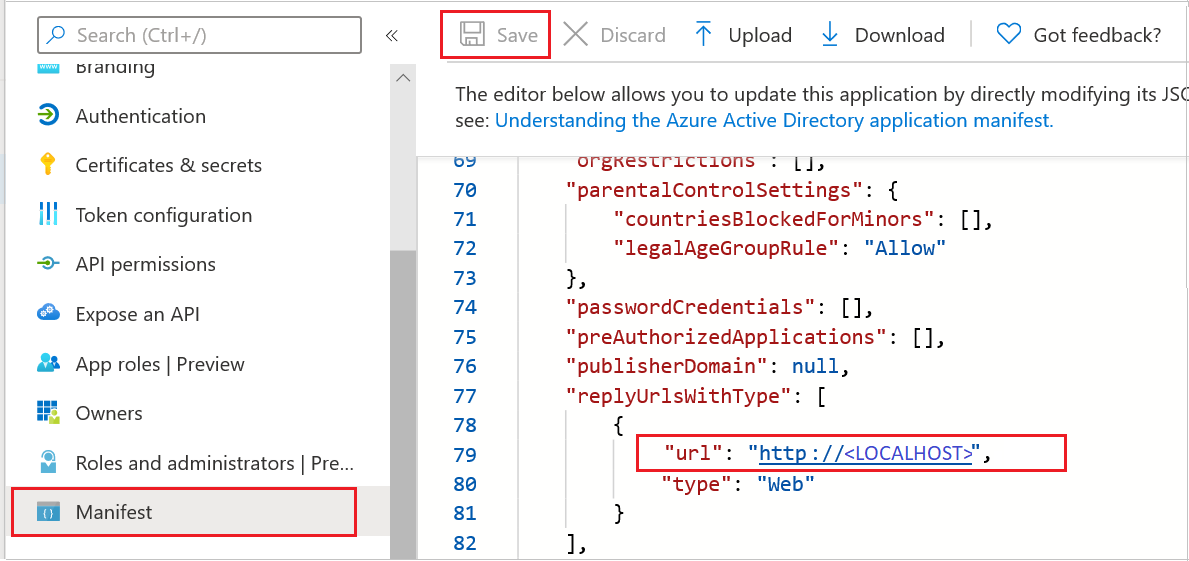 Search (Ctrl+/)
«
Save
Discard
Upload
Download
Got feedback?
Branding
Authentication
Certificates & secrets
Token configuration
API permissions
Expose an API
App roles | Preview
Owners
Roles and administrators | Pre...
Manifest
The editor below allows you to update this application by directly modifying its JSC
see: Understanding the Azure Active Directory application manifest.
69 orgRestrictions : [],
70 "parentalControlSettings": {
71 "countriesBlockedForMinors": [],
72 "legalAgeGroupRule": "Allow"
73 },
74 "passwordCredentials": [],
75 "preAuthorizedApplications": [],
76 "publisherDomain": null,
77 "replyUrlsWithType": [
78 {
79 "url": "http://<LOCALHOST>",
80 "type": "Web"
81 }
82 ],